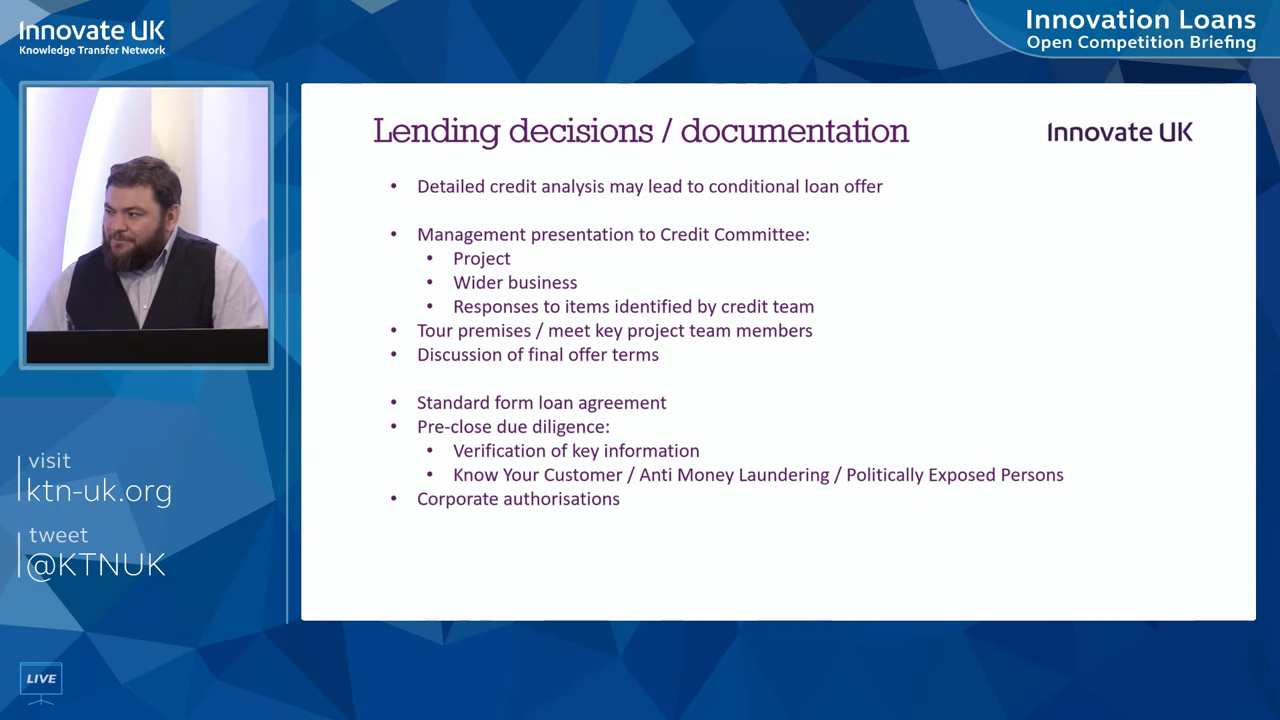 Innovate UK
Knowledge Transfer Network
Innovation Loans
Open Competition Briefing
Lending decisions / documentation
Innovate UK
• Detailed credit analysis may lead to conditional loan offer
• Management presentation to Credit Committee:
• Project
• Wider business
• Responses to items identified by credit team
• Tour premises / meet key project team members
• Discussion of final offer terms
• Standard form loan agreement
• Pre-close due diligence:
• Verification of key information
• Know Your Customer / Anti Money Laundering / Politically Exposed Persons
• Corporate authorisations
visit
ktn-uk.org
tweet
@KTNUK
LIVE